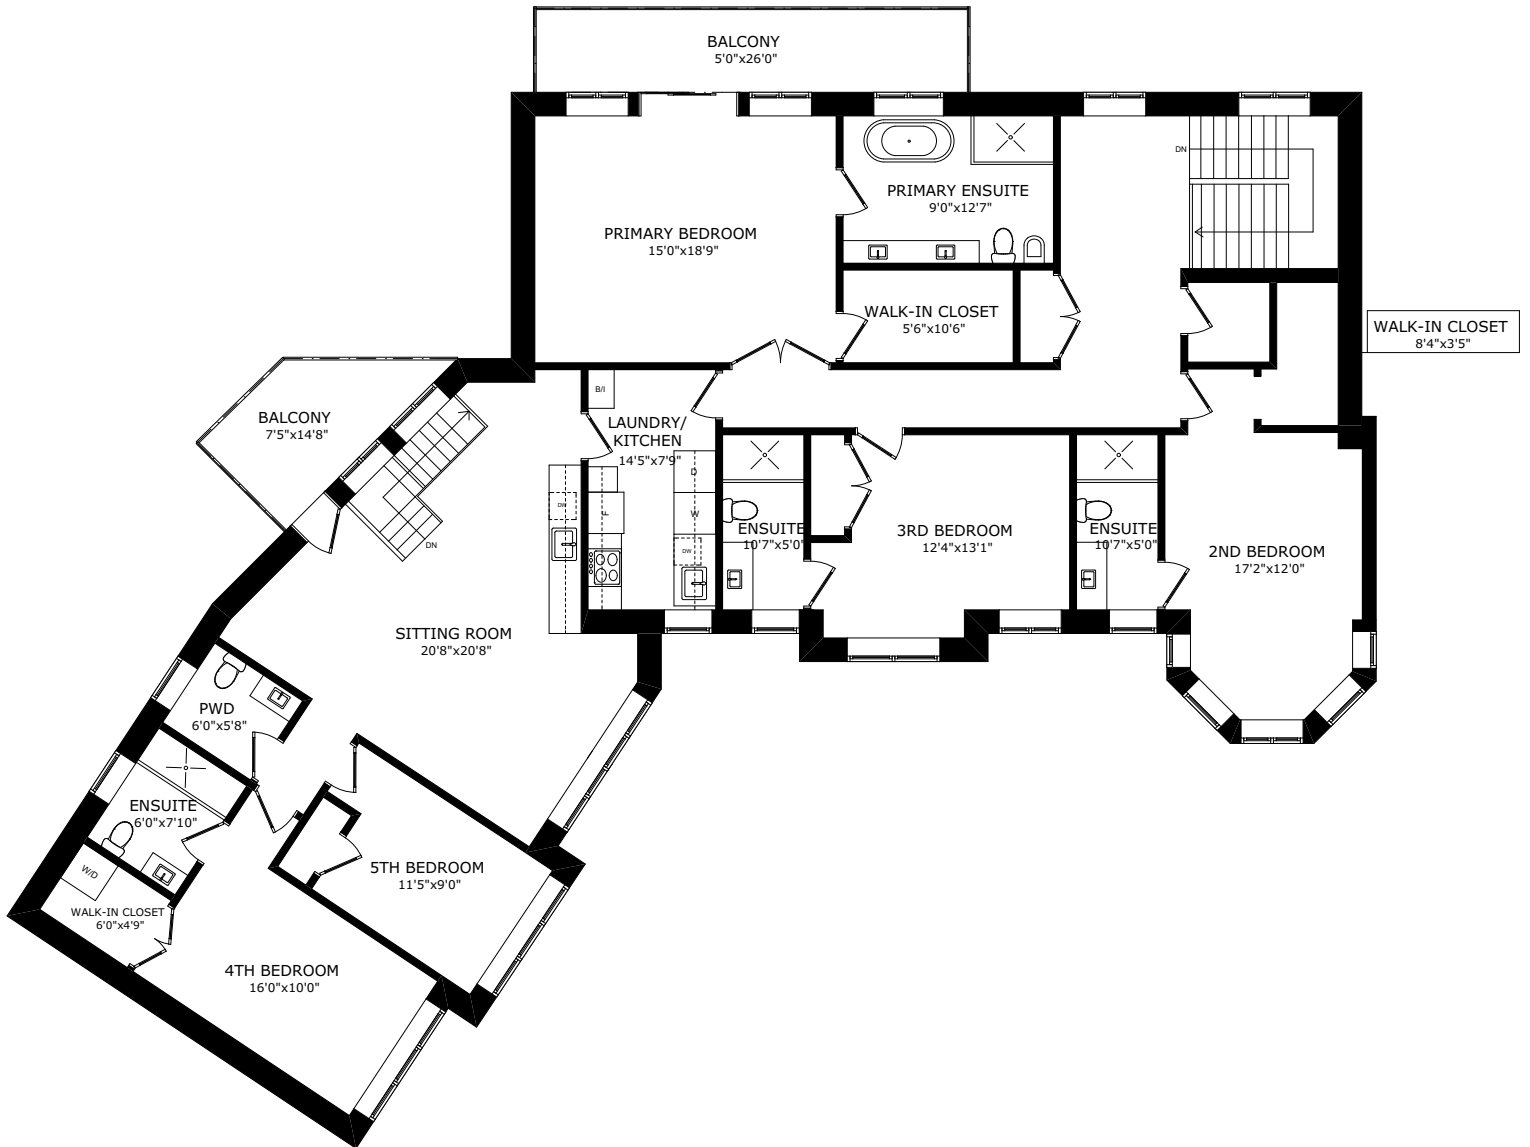 BALCONY
5'0"x26'0"
DN
PRIMARY ENSUITE
9'0"x12'7"
PRIMARY BEDROOM
15'0"x18'9"
WALK-IN CLOSET
5'6"x10'6"
WALK-IN CLOSET
8'4"x3'5"
B/I
BALCONY
7'5"x14'8"
LAUNDRY/
KITCHEN
14'5"x7'9"
D
DW
F
W
ENSUITE
10'7"x5'0"
3RD BEDROOM
12'4"x13'1"
ENSUITE
10'7"x5'0"
2ND BEDROOM
17'2"x12'0"
DN
DW
SITTING ROOM
20'8"x20'8"
PWD
6'0"x5'8"
ENSUITE
6'0"x7'10"
5TH BEDROOM
11'5"x9'0"
W/D
WALK-IN CLOSET
6'0"x4'9"
4TH BEDROOM
16'0"x10'0"